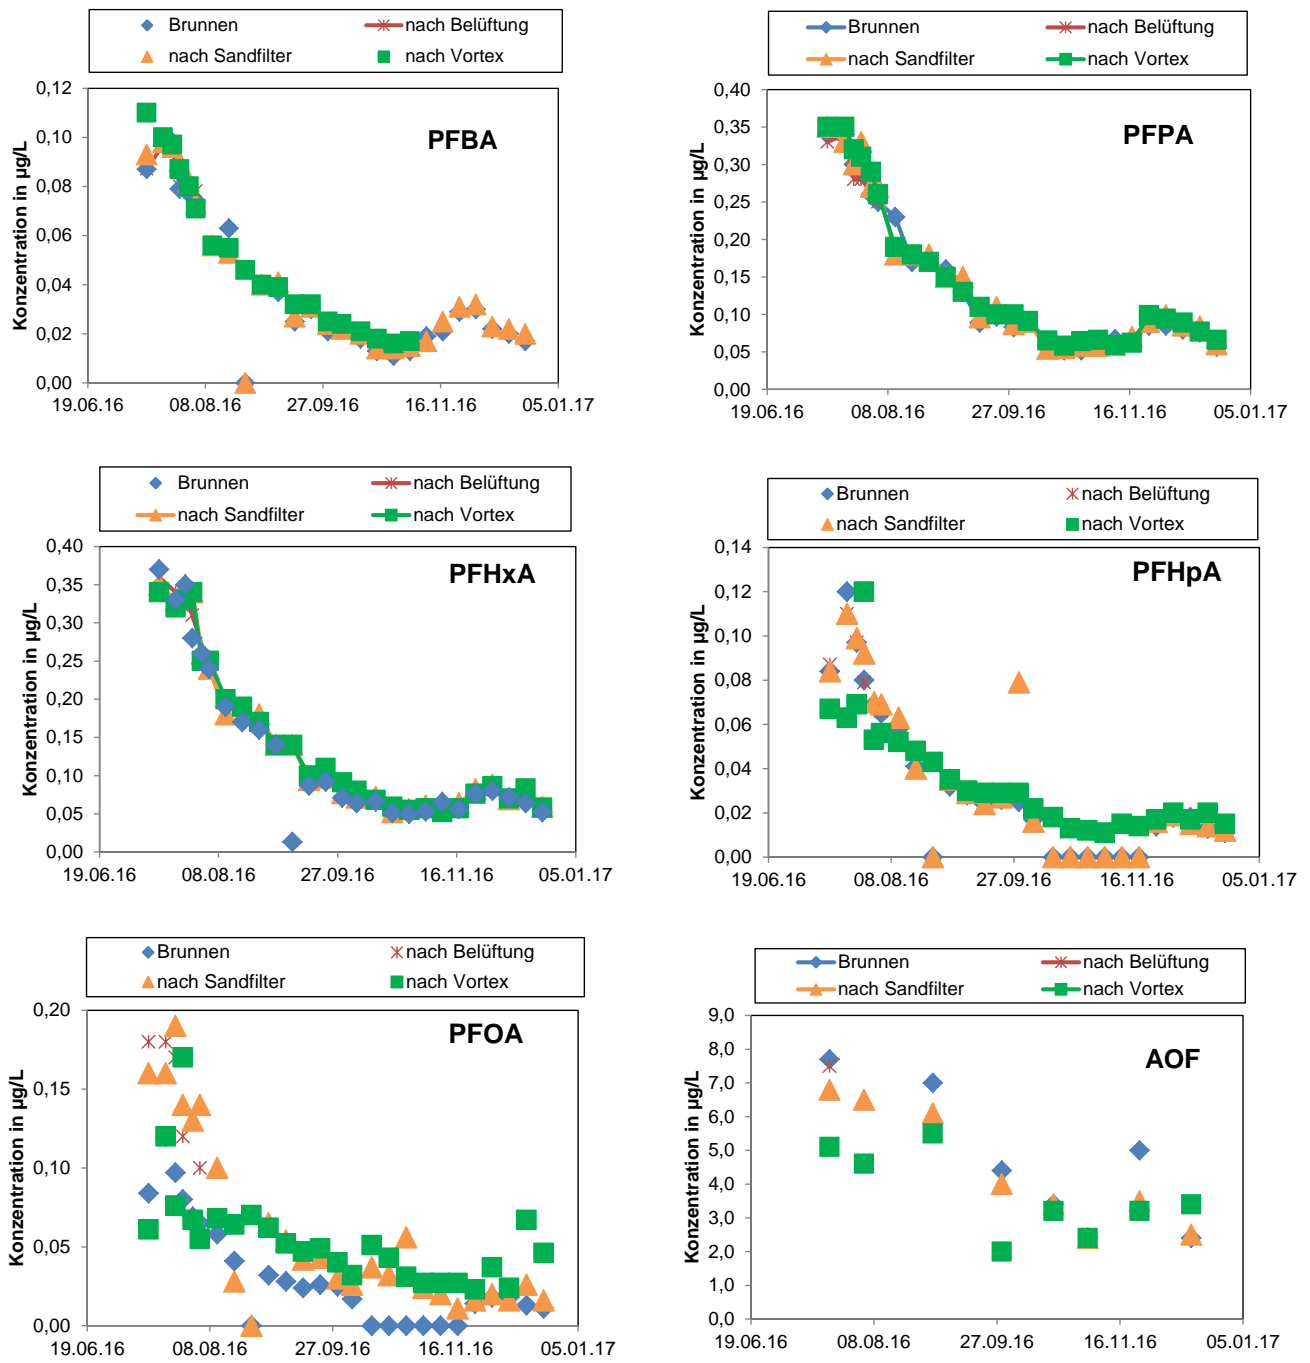 Brunnen nach Belüftung
nach Sandfilter nach Vortex
PFBA
Konzentration in µg/L
0,12
0,10
0,08
0,06
0,04
0,02
0,00
19.06.16 08.08.16 27.09.16 16.11.16 05.01.17
Brunnen nach Belüftung
nach Sandfilter nach Vortex
PFPA
Konzentration in µg/L
0,40
0,35
0,30
0,25
0,20
0,15
0,10
0,05
0,00
19.06.16 08.08.16 27.09.16 16.11.16 05.01.17
Brunnen nach Belüftung
nach Sandfilter nach Vortex
PFHxA
Konzentration in µg/L
0,40
0,35
0,30
0,25
0,20
0,15
0,10
0,05
0,00
19.06.16 08.08.16 27.09.16 16.11.16 05.01.17
Brunnen nach Belüftung
nach Sandfilter nach Vortex
PFHpA
Konzentration in µg/L
0,14
0,12
0,10
0,08
0,06
0,04
0,02
0,00
19.06.16 08.08.16 27.09.16 16.11.16 05.01.17
Brunnen nach Belüftung
nach Sandfilter nach Vortex
PFOA
Konzentration in µg/L
0,20
0,15
0,10
0,05
0,00
19.06.16 08.08.16 27.09.16 16.11.16 05.01.17
Brunnen nach Belüftung
nach Sandfilter nach Vortex
AOF
Konzentration in µg/L
9,0
8,0
7,0
6,0
5,0
4,0
3,0
2,0
1,0
0,0
19.06.16 08.08.16 27.09.16 16.11.16 05.01.17